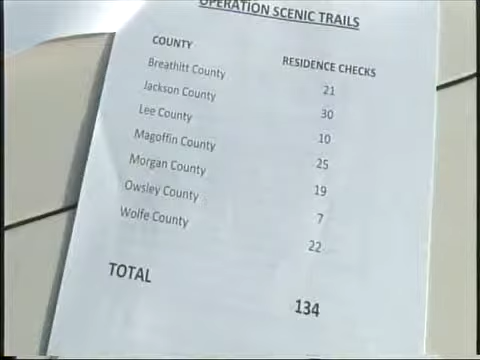 OPERATION SCENIC TRAILS
COUNTY RESIDENCE CHECKS
Breathitt County 21
Jackson County 30
Lee County 10
Magoffin County 25
Morgan County 19
Owsley County 7
Wolfe County 22
TOTAL 134